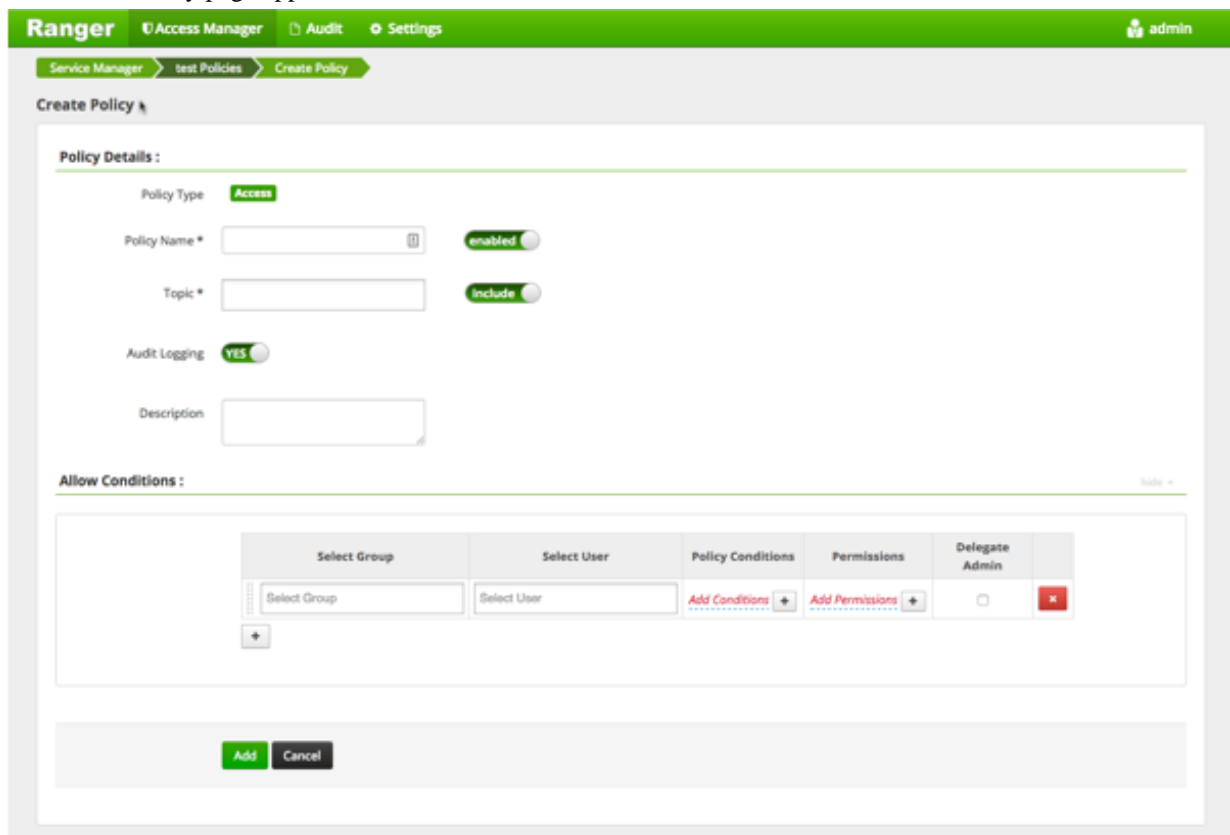 Ranger Access Manager Audit Settings admin
Service Manager test Policies Create Policy
Create Policy
Policy Details :
Policy Type Access
Policy Name * enabled
Topic * include
Audit Logging YES
Description
Allow Conditions : hide
Select Group Select User Policy Conditions Permissions Delegate
Admin
Select Group Select User Add Conditions + Add Permissions +
+
Add Cancel